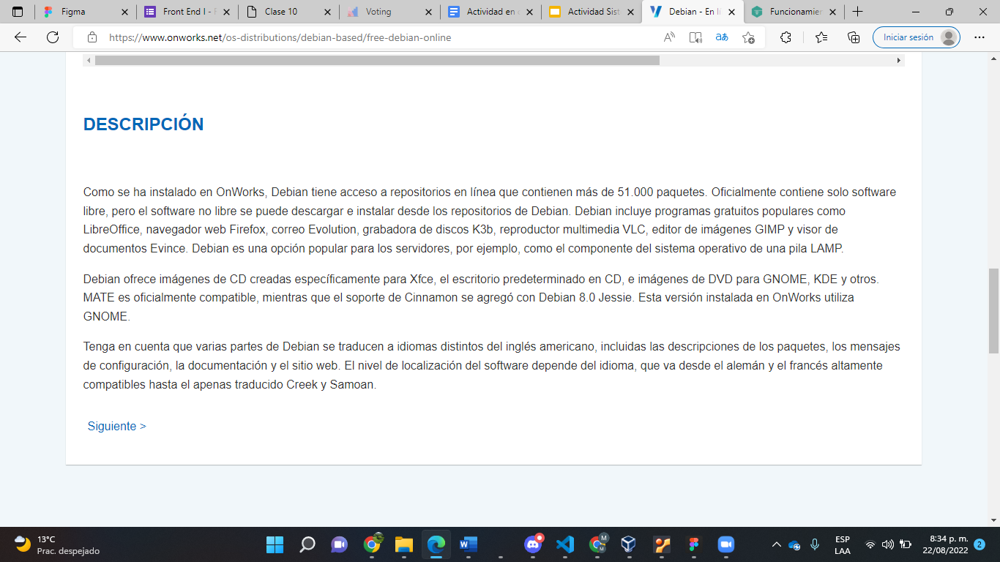 Figma
Front End I - F
Clase 10
Voting
Actividad en c
Actividad Sist
Debian - En lí
Funcionamier
https://www.onworks.net/os-distributions/debian-based/free-debian-online
Iniciar sesión
DESCRIPCIÓN
Como se ha instalado en OnWorks, Debian tiene acceso a repositorios en línea que contienen más de 51.000 paquetes. Oficialmente contiene solo software
libre, pero el software no libre se puede descargar e instalar desde los repositorios de Debian. Debian incluye programas gratuitos populares como
LibreOffice, navegador web Firefox, correo Evolution, grabadora de discos K3b, reproductor multimedia VLC, editor de imágenes GIMP y visor de
documentos Evince. Debian es una opción popular para los servidores, por ejemplo, como el componente del sistema operativo de una pila LAMP.
Debian ofrece imágenes de CD creadas específicamente para Xfce, el escritorio predeterminado en CD, e imágenes de DVD para GNOME, KDE y otros.
MATE es oficialmente compatible, mientras que el soporte de Cinnamon se agregó con Debian 8.0 Jessie. Esta versión instalada en OnWorks utiliza
GNOME.
Tenga en cuenta que varias partes de Debian se traducen a idiomas distintos del inglés americano, incluidas las descripciones de los paquetes, los mensajes
de configuración, la documentación y el sitio web. El nivel de localización del software depende del idioma, que va desde el alemán y el francés altamente
compatibles hasta el apenas traducido Creek y Samoan.
Siguiente >
13°C
Prac. despejado
ESP
LAA
8:34 p. m.
22/08/2022
2